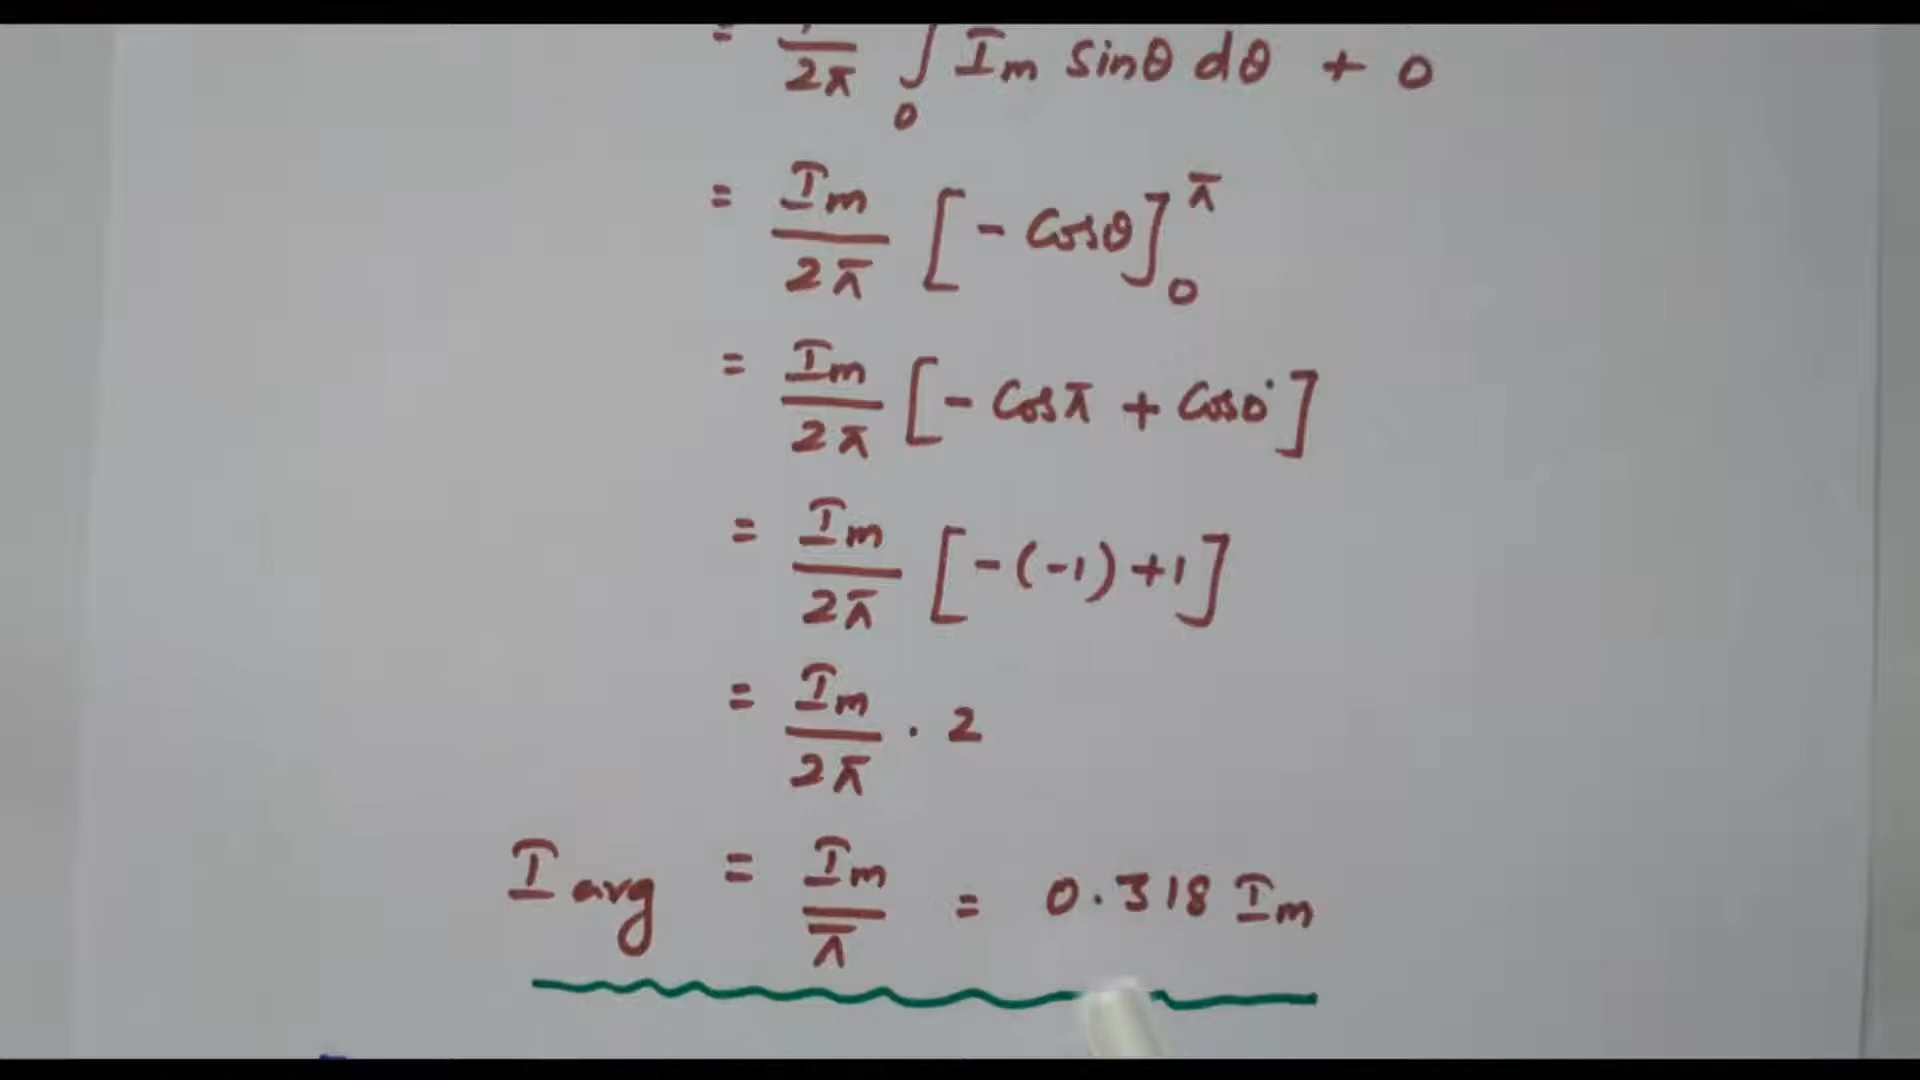 = 1/2π ∫₀ Im Sinθ dθ + 0
= Im/2π [- Cosθ]₀^π
= Im/2π [- Cosπ + Cos0°]
= Im/2π [-(-1)+1]
= Im/2π . 2
I avg = Im/π = 0.318 Im